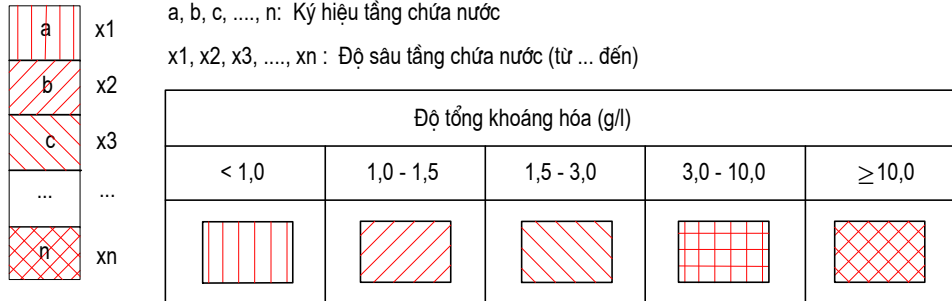 a, b, c, ...., n: Ký hiệu tầng chứa nước
x1, x2, x3, ...., xn : Độ sâu tầng chứa nước (từ ... đến)
a x1
b x2
c x3
... ...
n xn
Độ tổng khoáng hóa (g/l)
< 1,0 1,0 - 1,5 1,5 - 3,0 3,0 - 10,0 ≥10,0